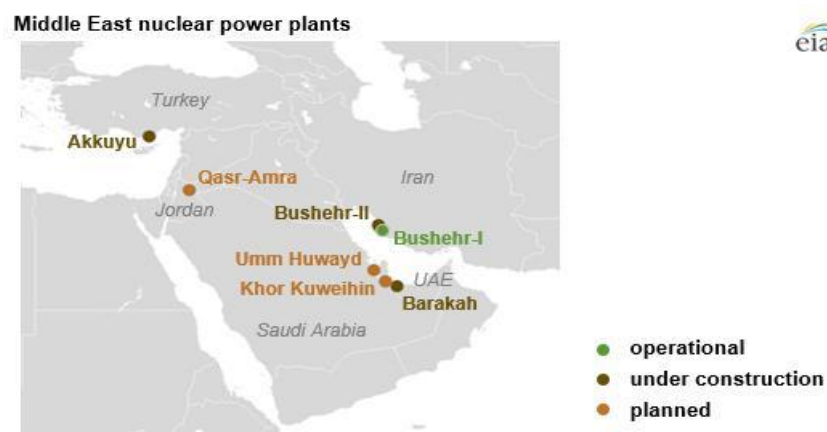 Middle East nuclear power plants
eia
Turkey
Akkuyu
Qasr-Amra
Iran
Jordan
Bushehr-II
Bushehr-I
Umm Huwayd
UAE
Khor Kuweihin
Barakah
Saudi Arabia
operational
under construction
planned